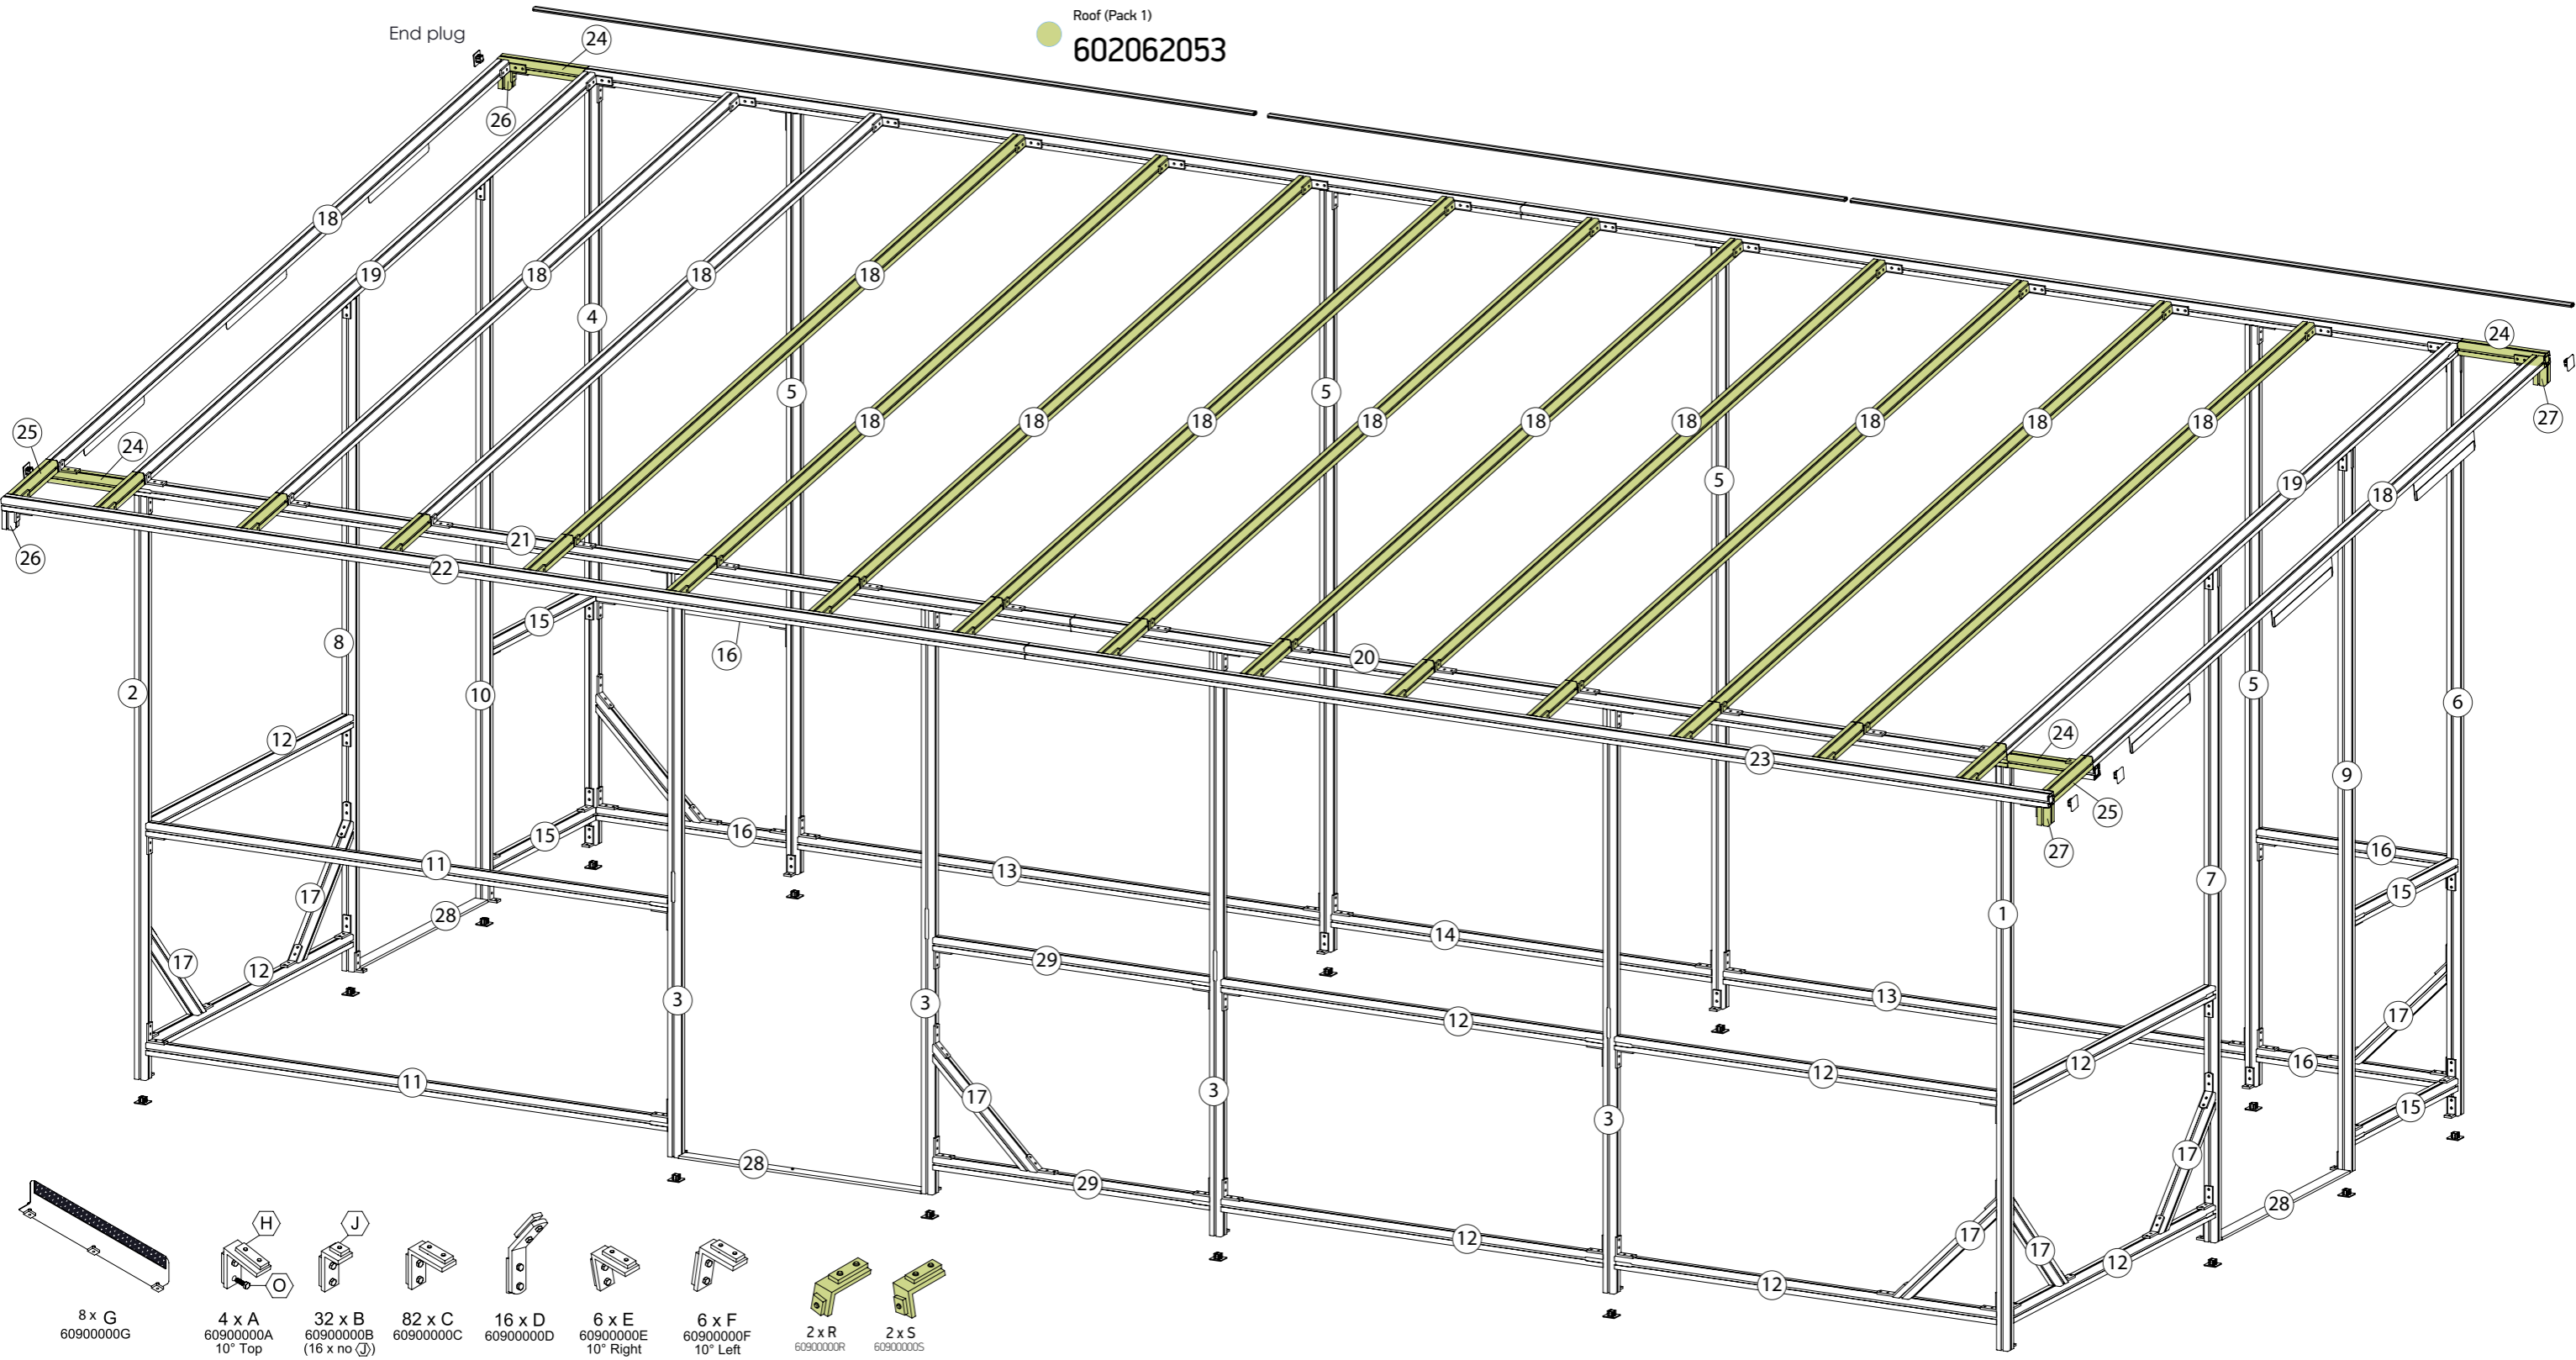 Roof (Pack 1)
602062053
End plug
24
26
18
19
18
18
18
4
5
5
5
24
27
18
18
18
18
18
18
18
18
18
19
18
25
24
26
21
22
15
16
8
2
10
20
5
6
12
24
23
25
27
9
16
11
15
16
13
7
15
17
28
1
14
17
12
29
3
3
13
17
12
12
12
16
11
17
3
3
15
17
28
29
12
17
17
12
28
12
H
J
O
8 x G
60900000G
4 x A
60900000A
10° Top
32 x B
60900000B
(16 x no J)
82 x C
60900000C
16 x D
60900000D
6 x E
60900000E
10° Right
6 x F
60900000F
10° Left
2 x R
60900000R
2 x S
60900000S